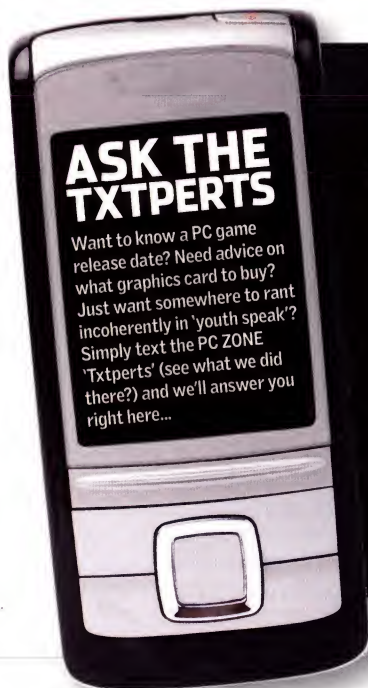 ASK THE
TXTPERTS
Want to know a PC game
release date? Need advice on
what graphics card to buy?
Just want somewhere to rant
incoherently in 'youth speak'?
Simply text the PC ZONE
'Txtperts' (see what we did
there?) and we'll answer you
right here...